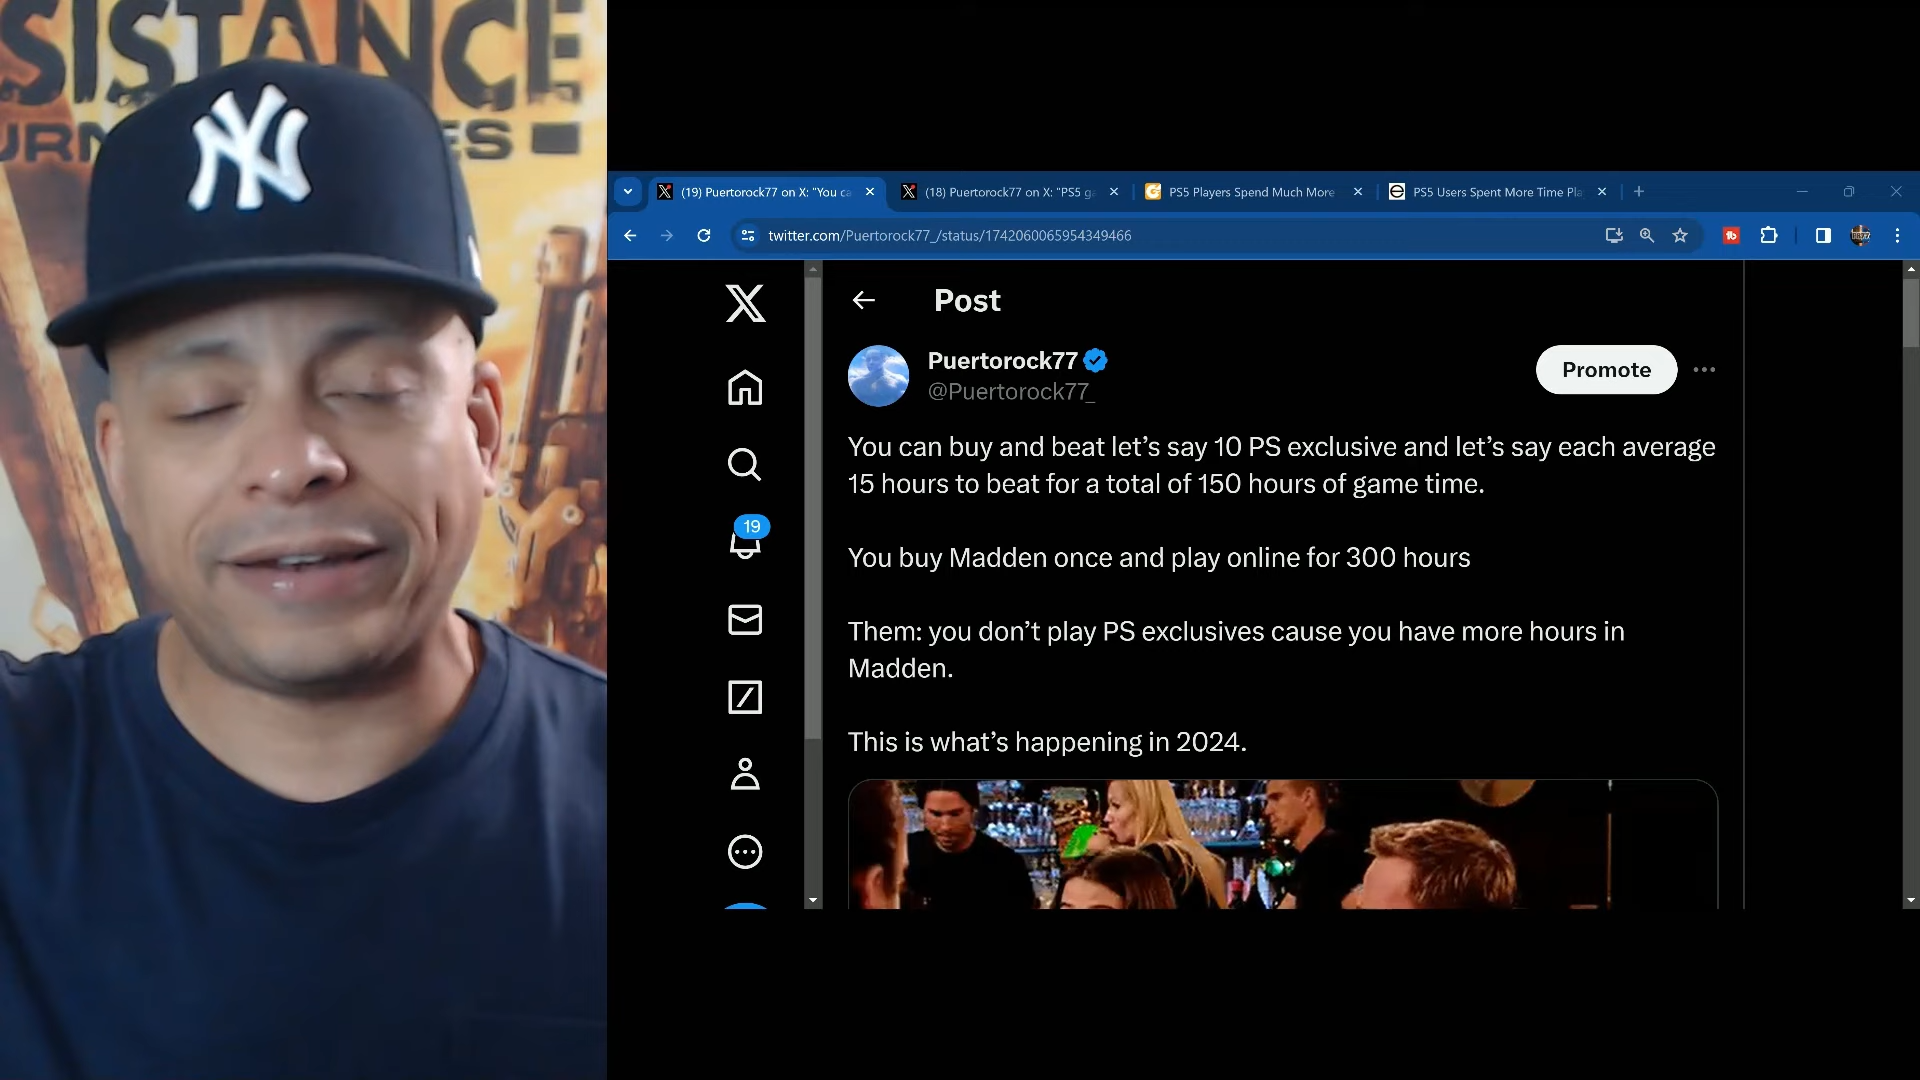 SISTANCE
NY
(19) Puertorock77 on X: "You ca
(18) Puertorock77 on X: "PS5 g
PS5 Players Spend Much More
PS5 Users Spent More Time Pla
twitter.com/Puertorock77_/status/1742060065954349466
Post
Puertorock77
@Puertorock77_
Promote
You can buy and beat let’s say 10 PS exclusive and let’s say each average
15 hours to beat for a total of 150 hours of game time.
You buy Madden once and play online for 300 hours
Them: you don’t play PS exclusives cause you have more hours in
Madden.
This is what’s happening in 2024.
19